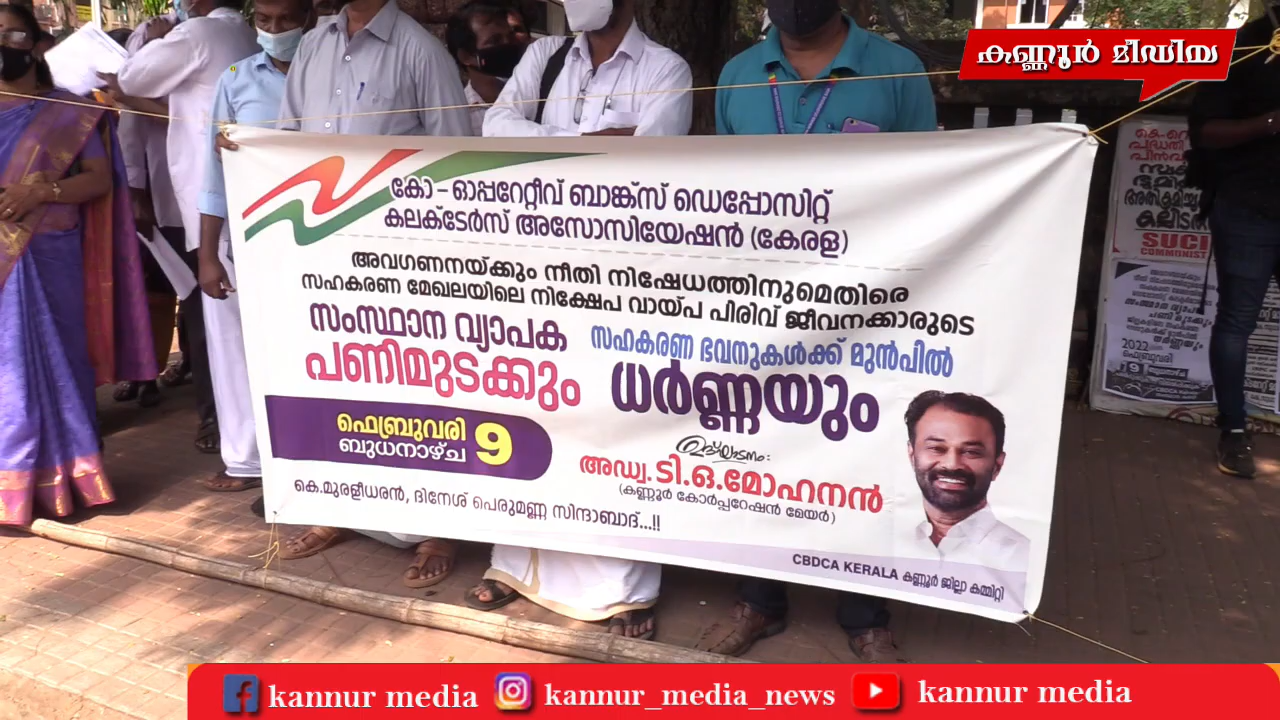 കണ്ണൂർ മീഡിയ
കോ-ഓപ്പറേറ്റീവ് ബാങ്ക്സ് ഡെപ്പോസിറ്റ്
കലക്ടേർസ് അസോസിയേഷൻ (കേരള)
അവഗണനയ്ക്കും നീതി നിഷേധത്തിനുമെതിരെ
സഹകരണ മേഖലയിലെ നിക്ഷേപ വായ്പ പിരിവ് ജീവനക്കാരുടെ
സംസ്ഥാന വ്യാപക
പണിമുടക്കും
സഹകരണ ഭവനുകൾക്ക് മുൻപിൽ
ധർണ്ണയും
ഫെബ്രുവരി 9
ബുധനാഴ്ച
ഉദ്ഘാടനം:
അഡ്വ. ടി.ഒ.മോഹനൻ
(കണ്ണൂർ കോർപ്പറേഷൻ മേയർ)
കെ.മുരളീധരൻ, ദിനേശ് പെരുമണ്ണ സിന്ദാബാദ്...!!
CBDCA KERALA കണ്ണൂർ ജില്ലാ കമ്മിറ്റി
SUCI
COMMUNIST
2022
ഫെബ്രുവരി
9
kannur media
kannur_media_news
kannur media